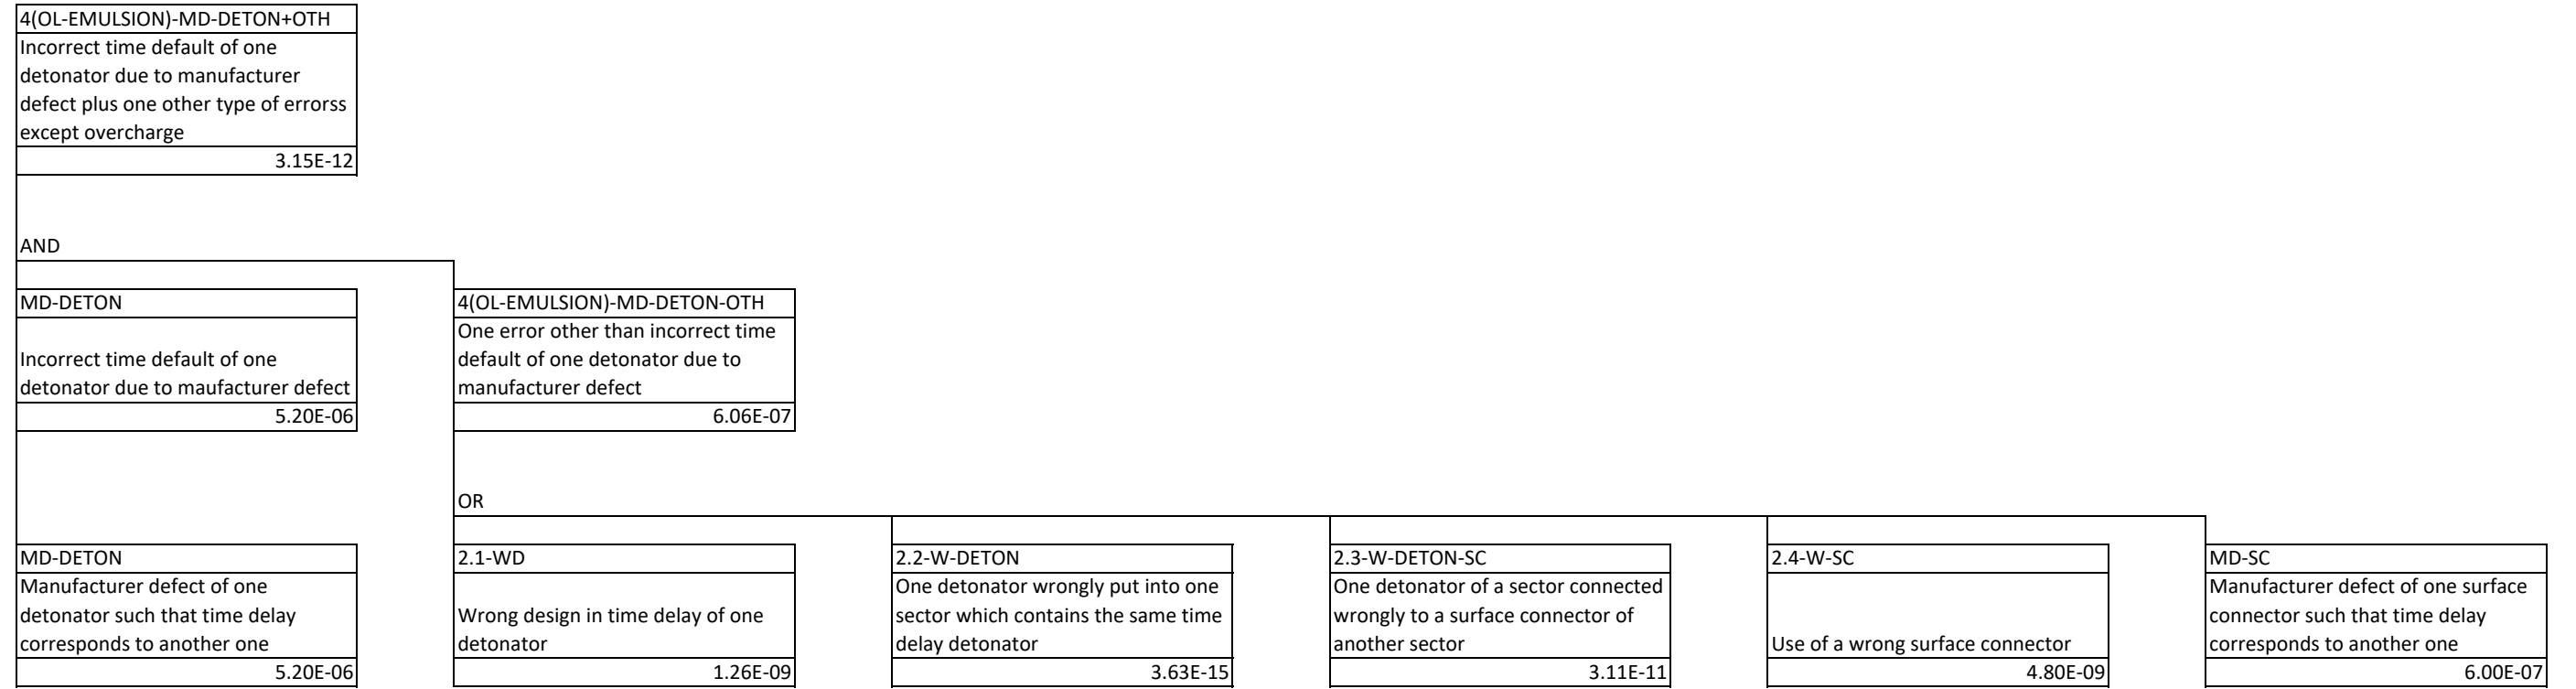 4(OL-EMULSION)-MD-DETON+OTH
Incorrect time default of one
detonator due to manufacturer
defect plus one other type of errorss
except overcharge
3.15E-12
AND
MD-DETON
Incorrect time default of one
detonator due to maufacturer defect
5.20E-06
4(OL-EMULSION)-MD-DETON-OTH
One error other than incorrect time
default of one detonator due to
manufacturer defect
6.06E-07
OR
MD-DETON
Manufacturer defect of one
detonator such that time delay
corresponds to another one
5.20E-06
2.1-WD
Wrong design in time delay of one
detonator
1.26E-09
2.2-W-DETON
One detonator wrongly put into one
sector which contains the same time
delay detonator
3.63E-15
2.3-W-DETON-SC
One detonator of a sector connected
wrongly to a surface connector of
another sector
3.11E-11
2.4-W-SC
Use of a wrong surface connector
4.80E-09
MD-SC
Manufacturer defect of one surface
connector such that time delay
corresponds to another one
6.00E-07